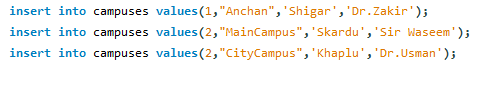 insert into campuses values(1,"Anchan",'Shigar','Dr.Zakir');
insert into campuses values(2,"MainCampus",'Skardu','Sir Waseem');
insert into campuses values(2,"CityCampus",'Khaplu','Dr.Usman');